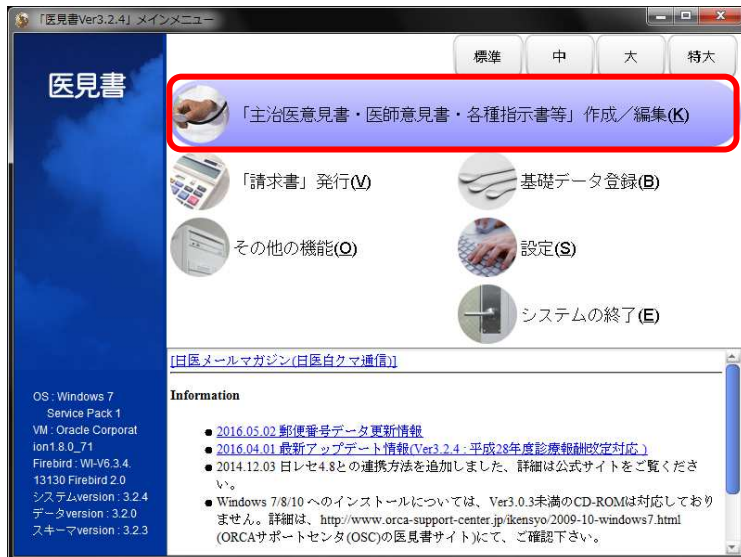 「医見書Ver3.2.4」メインメニュー
標準
中
大
特大
医見書
「主治医意見書・医師意見書・各種指示書等」作成／編集(K)
「請求書」発行(V)
基礎データ登録(B)
その他の機能(O)
設定(S)
システムの終了(E)
[日医メールマガジン(日医白クマ通信)]
Information
2016.05.02 郵便番号データ更新情報
2016.04.01 最新アップデート情報(Ver3.2.4 : 平成28年度診療報酬改定対応 )
2014.12.03 日レセ4.8との連携方法を追加しました、詳細は公式サイトをご覧くださ
い。
Windows 7/8/10 へのインストールについては、Ver3.0.3未満のCD-ROMは対応しており
ません。詳細は、http://www.orca-support-center.jp/ikensyo/2009-10-windows7.html
(ORCAサポートセンタ(OSC)の医見書サイト)にて、ご確認下さい。
OS : Windows 7
Service Pack 1
VM : Oracle Corporat
ion1.8.0_71
Firebird : WI-V6.3.4.
13130 Firebird 2.0
システムversion : 3.2.4
データversion : 3.2.0
スキーマversion : 3.2.3